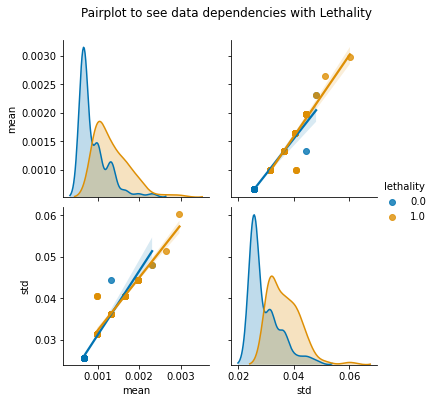 Pairplot to see data dependencies with Lethality
0.0030
0.0025
0.0020
0.0015
0.0010
mean
lethality
0.0
1.0
0.06
0.05
0.04
0.03
std
0.001 0.002 0.003
mean
0.02 0.04 0.06
std